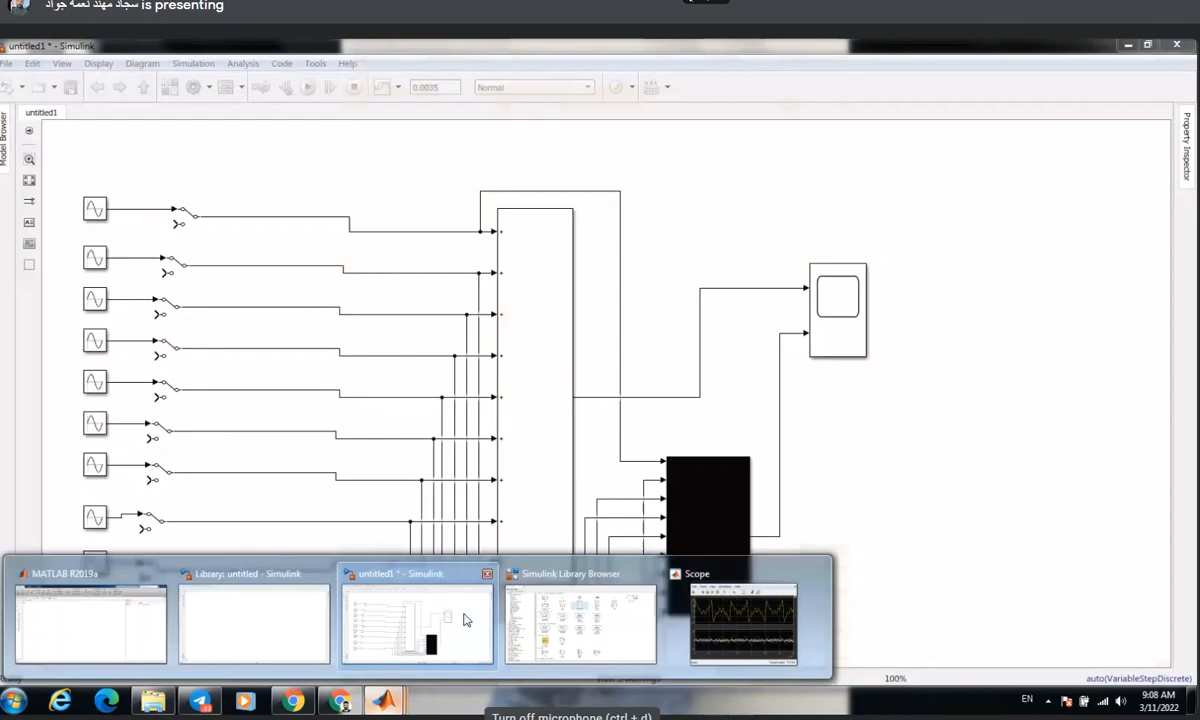 سجاد مهند نعمه جواد is presenting
untitled1 * - Simulink
File Edit View Display Diagram Simulation Analysis Code Tools Help
0.0035 Normal
untitled1
Model Browser
Property Inspector
MATLAB R2019a
Library: untitled - Simulink
untitled1 * - Simulink
Simulink Library Browser
Scope
100%
auto(VariableStepDiscrete)
EN
9:08 AM
3/11/2022
Turn off microphone (ctrl + d)